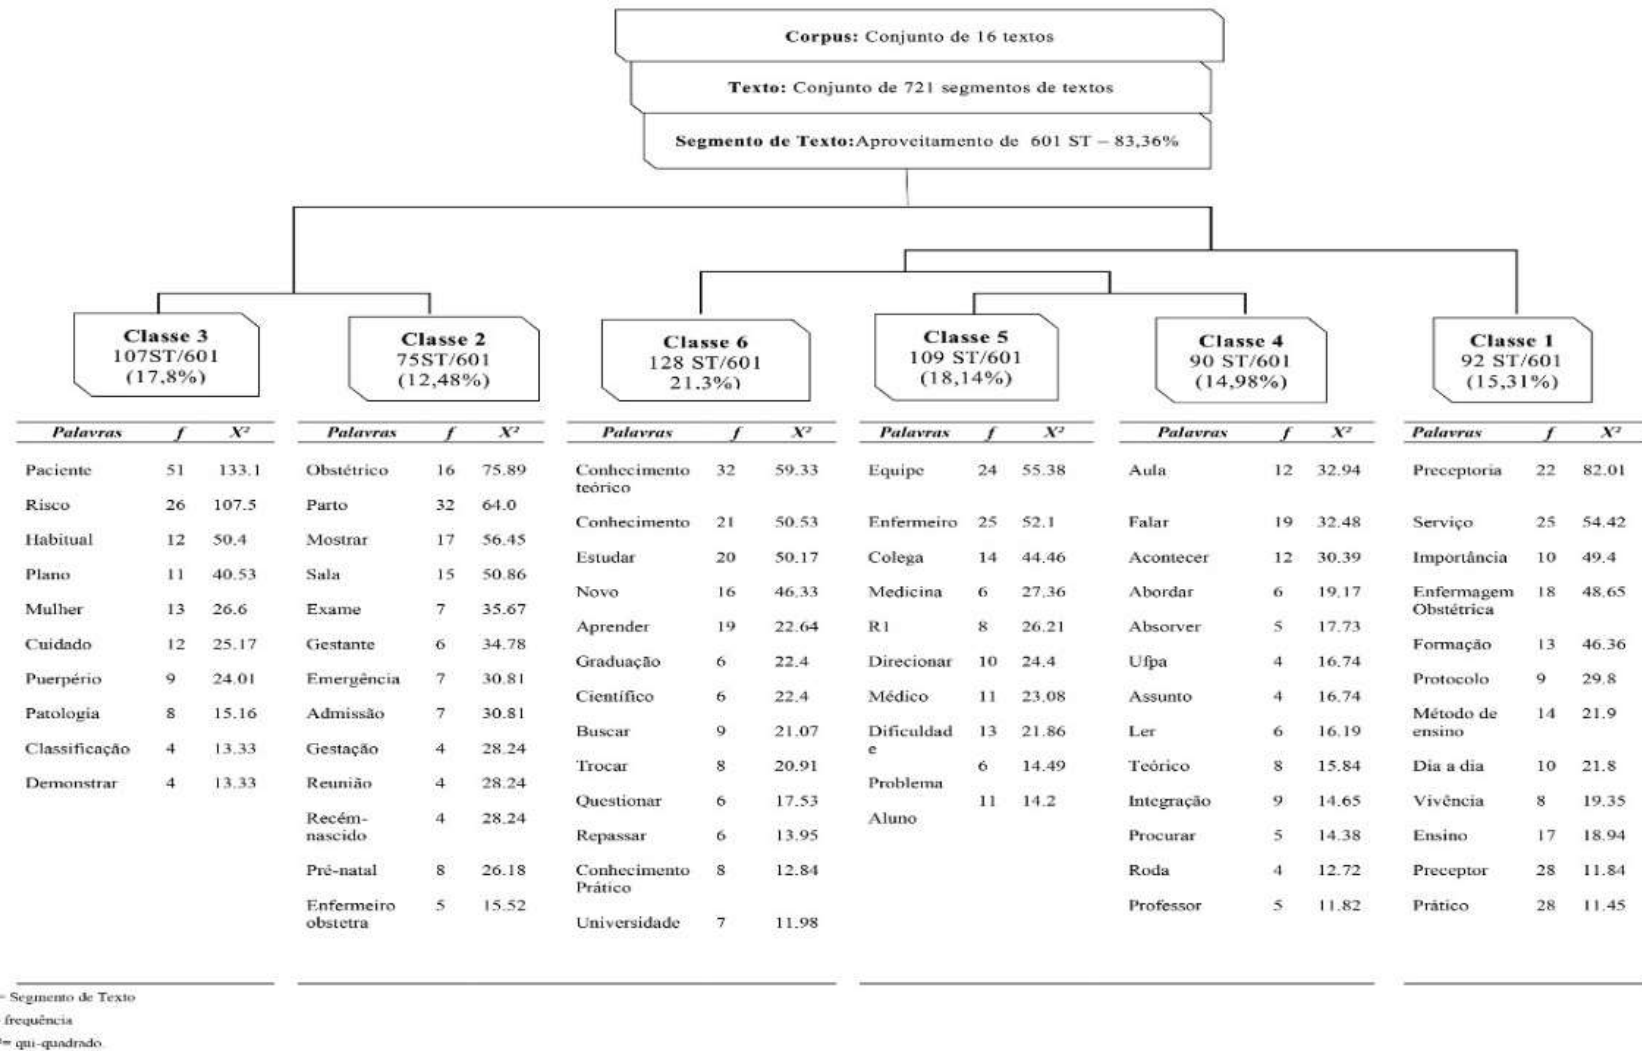 Corpus: Conjunto de 16 textos
Texto: Conjunto de 721 segmentos de textos
Segmento de Texto:Aproveitamento de 601 ST – 83,36%
Classe 3
107ST/601
(17,8%)
Palavras f X²
Paciente 51 133.1
Risco 26 107.5
Habitual 12 50.4
Plano 11 40.53
Mulher 13 26.6
Cuidado 12 25.17
Puerpério 9 24.01
Patologia 8 15.16
Classificação 4 13.33
Demonstrar 4 13.33
Classe 2
75ST/601
(12,48%)
Palavras f X²
Obstétrico 16 75.89
Parto 32 64.0
Mostrar 17 56.45
Sala 15 50.86
Exame 7 35.67
Gestante 6 34.78
Emergência 7 30.81
Admissão 7 30.81
Gestação 4 28.24
Reunião 4 28.24
Recém- 4 28.24
nascido
Pré-natal 8 26.18
Enfermeiro 5 15.52
obstetra
Classe 6
128 ST/601
21.3%)
Palavras f X²
Conhecimento 32 59.33
teórico
Conhecimento 21 50.53
Estudar 20 50.17
Novo 16 46.33
Aprender 19 22.64
Graduação 6 22.4
Científico 6 22.4
Buscar 9 21.07
Trocar 8 20.91
Questionar 6 17.53
Repassar 6 13.95
Conhecimento 8 12.84
Prático
Universidade 7 11.98
Classe 5
109 ST/601
(18,14%)
Palavras f X²
Equipe 24 55.38
Enfermeiro 25 52.1
Colega 14 44.46
Medicina 6 27.36
R1 8 26.21
Direcionar 10 24.4
Médico 11 23.08
Dificuldad 13 21.86
e
6 14.49
Problema
11 14.2
Aluno
Classe 4
90 ST/601
(14,98%)
Palavras f X²
Aula 12 32.94
Falar 19 32.48
Acontecer 12 30.39
Abordar 6 19.17
Absorver 5 17.73
Ufpa 4 16.74
Assunto 4 16.74
Ler 6 16.19
Teórico 8 15.84
Integração 9 14.65
Procurar 5 14.38
Roda 4 12.72
Professor 5 11.82
Classe 1
92 ST/601
(15,31%)
Palavras f X²
Preceptoria 22 82.01
Serviço 25 54.42
Importância 10 49.4
Enfermagem 18 48.65
Obstétrica
Formação 13 46.36
Protocolo 9 29.8
Método de 14 21.9
ensino
Dia a dia 10 21.8
Vivência 8 19.35
Ensino 17 18.94
Preceptor 28 11.84
Prático 28 11.45
= Segmento de Texto
frequência
²= qui-quadrado.